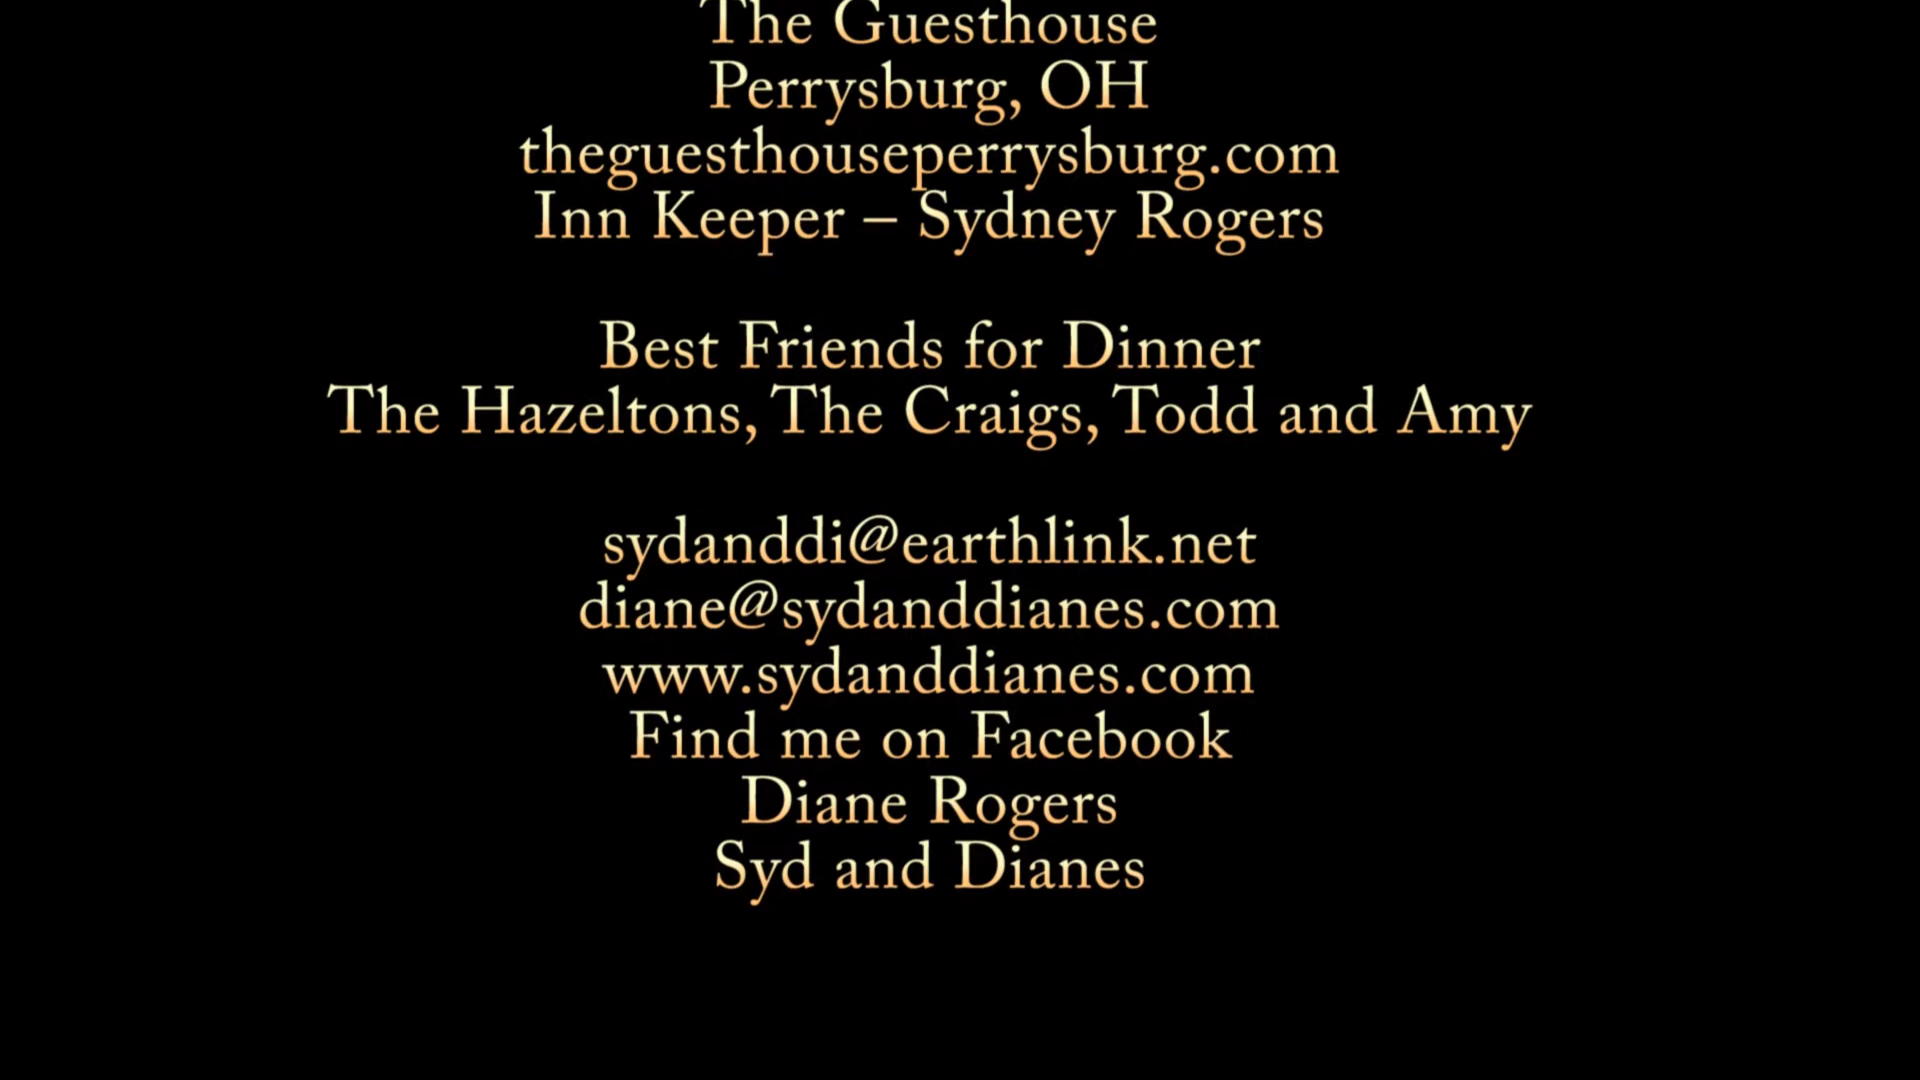 The Guesthouse
Perrysburg, OH
theguesthouseperrysburg.com
Inn Keeper – Sydney Rogers
Best Friends for Dinner
The Hazeltons, The Craigs, Todd and Amy
sydanddi@earthlink.net
diane@sydanddianes.com
www.sydanddianes.com
Find me on Facebook
Diane Rogers
Syd and Dianes